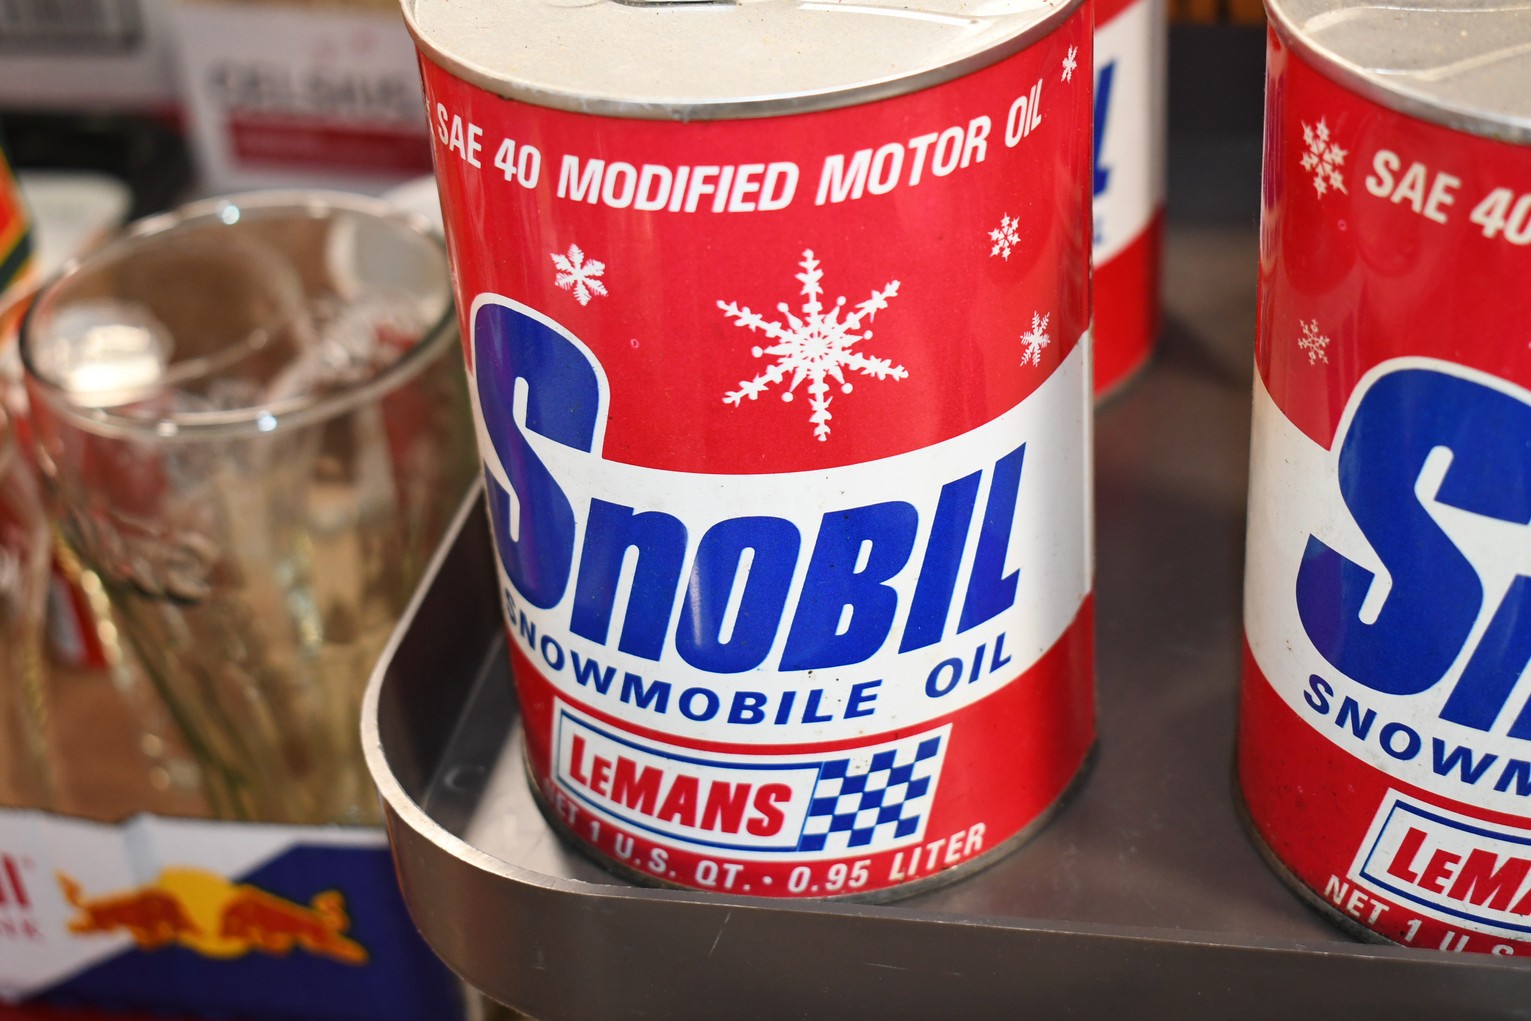 SAE 40 MODIFIED MOTOR OIL
SNOBIL
SNOWMOBILE OIL
LEMANS
NET 1 U.S. QT. • 0.95 LITER
SAE 40
LEMA
NET 1 U.S
CELSIUS